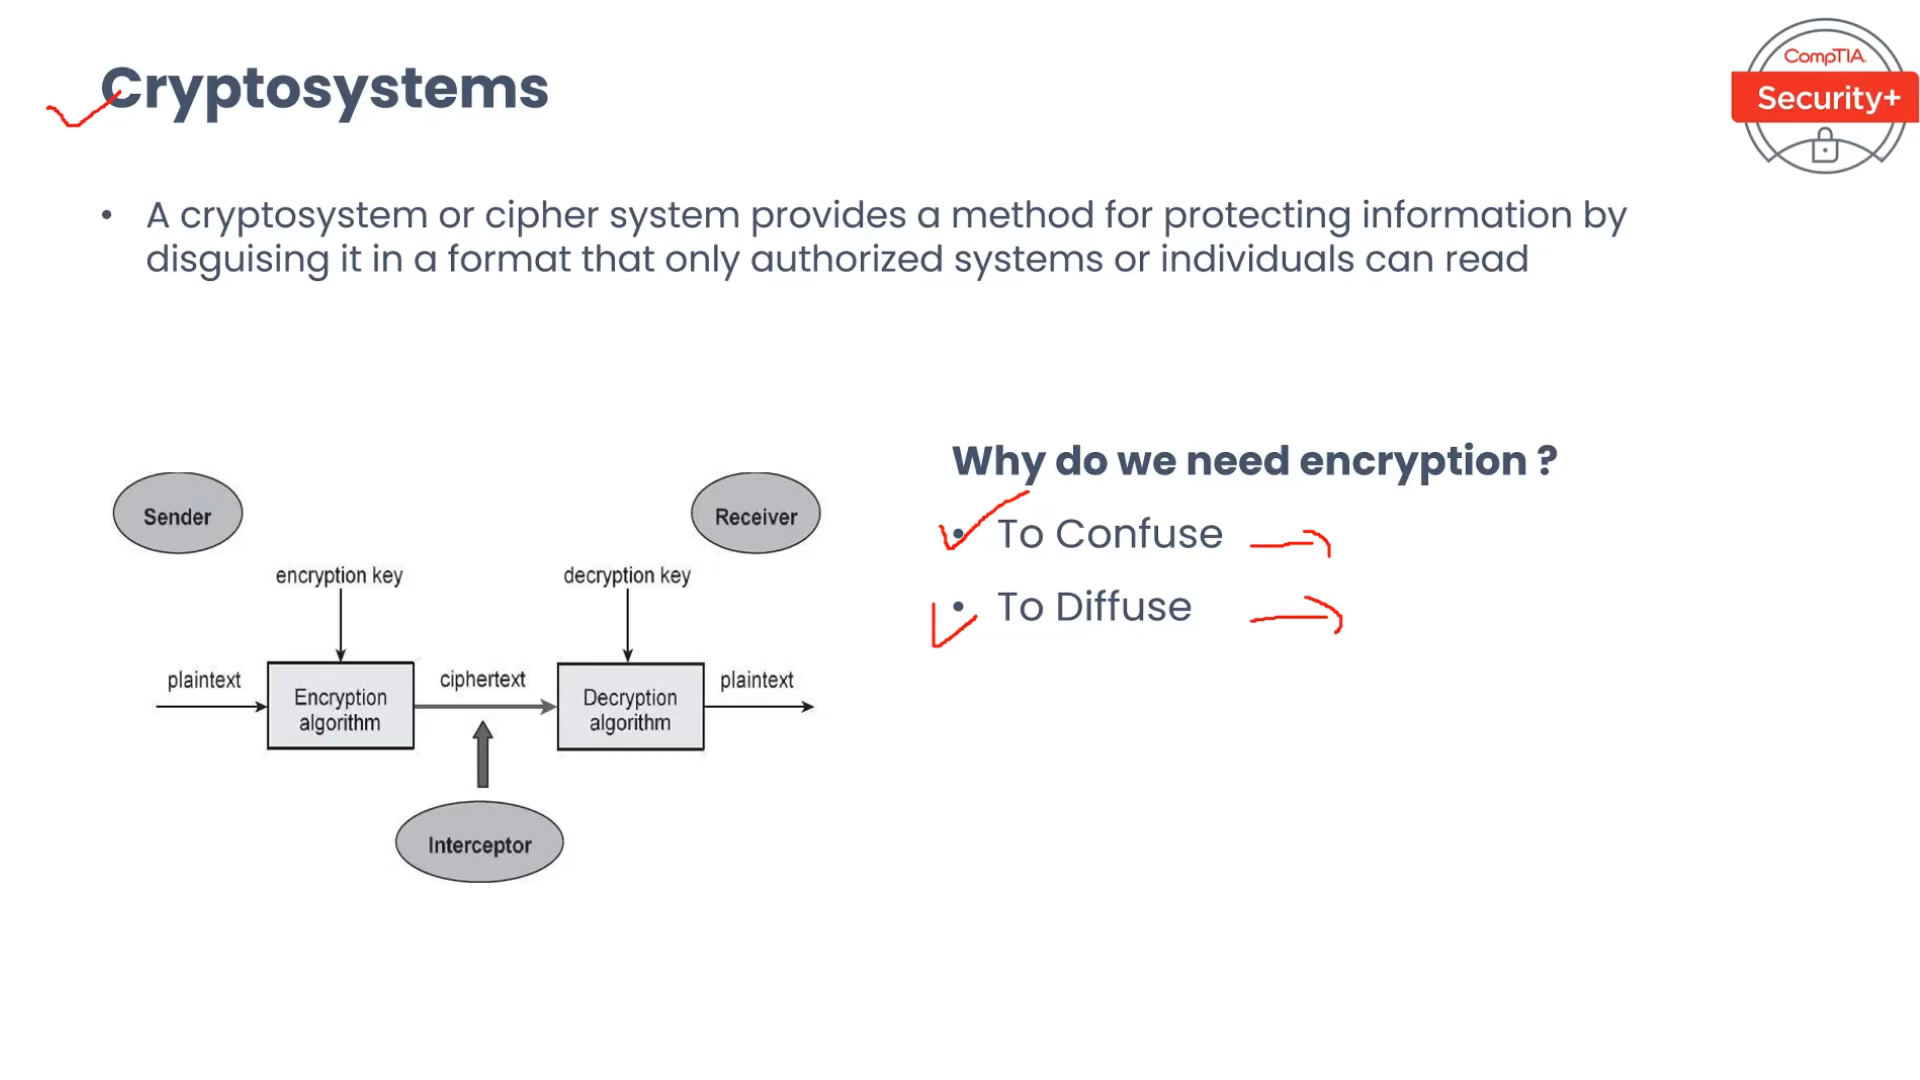 Cryptosystems
CompTIA.
Security+
• A cryptosystem or cipher system provides a method for protecting information by
disguising it in a format that only authorized systems or individuals can read
Why do we need encryption ?
• To Confuse
• To Diffuse
Sender
Receiver
encryption key
decryption key
plaintext
Encryption
algorithm
ciphertext
Decryption
algorithm
plaintext
Interceptor